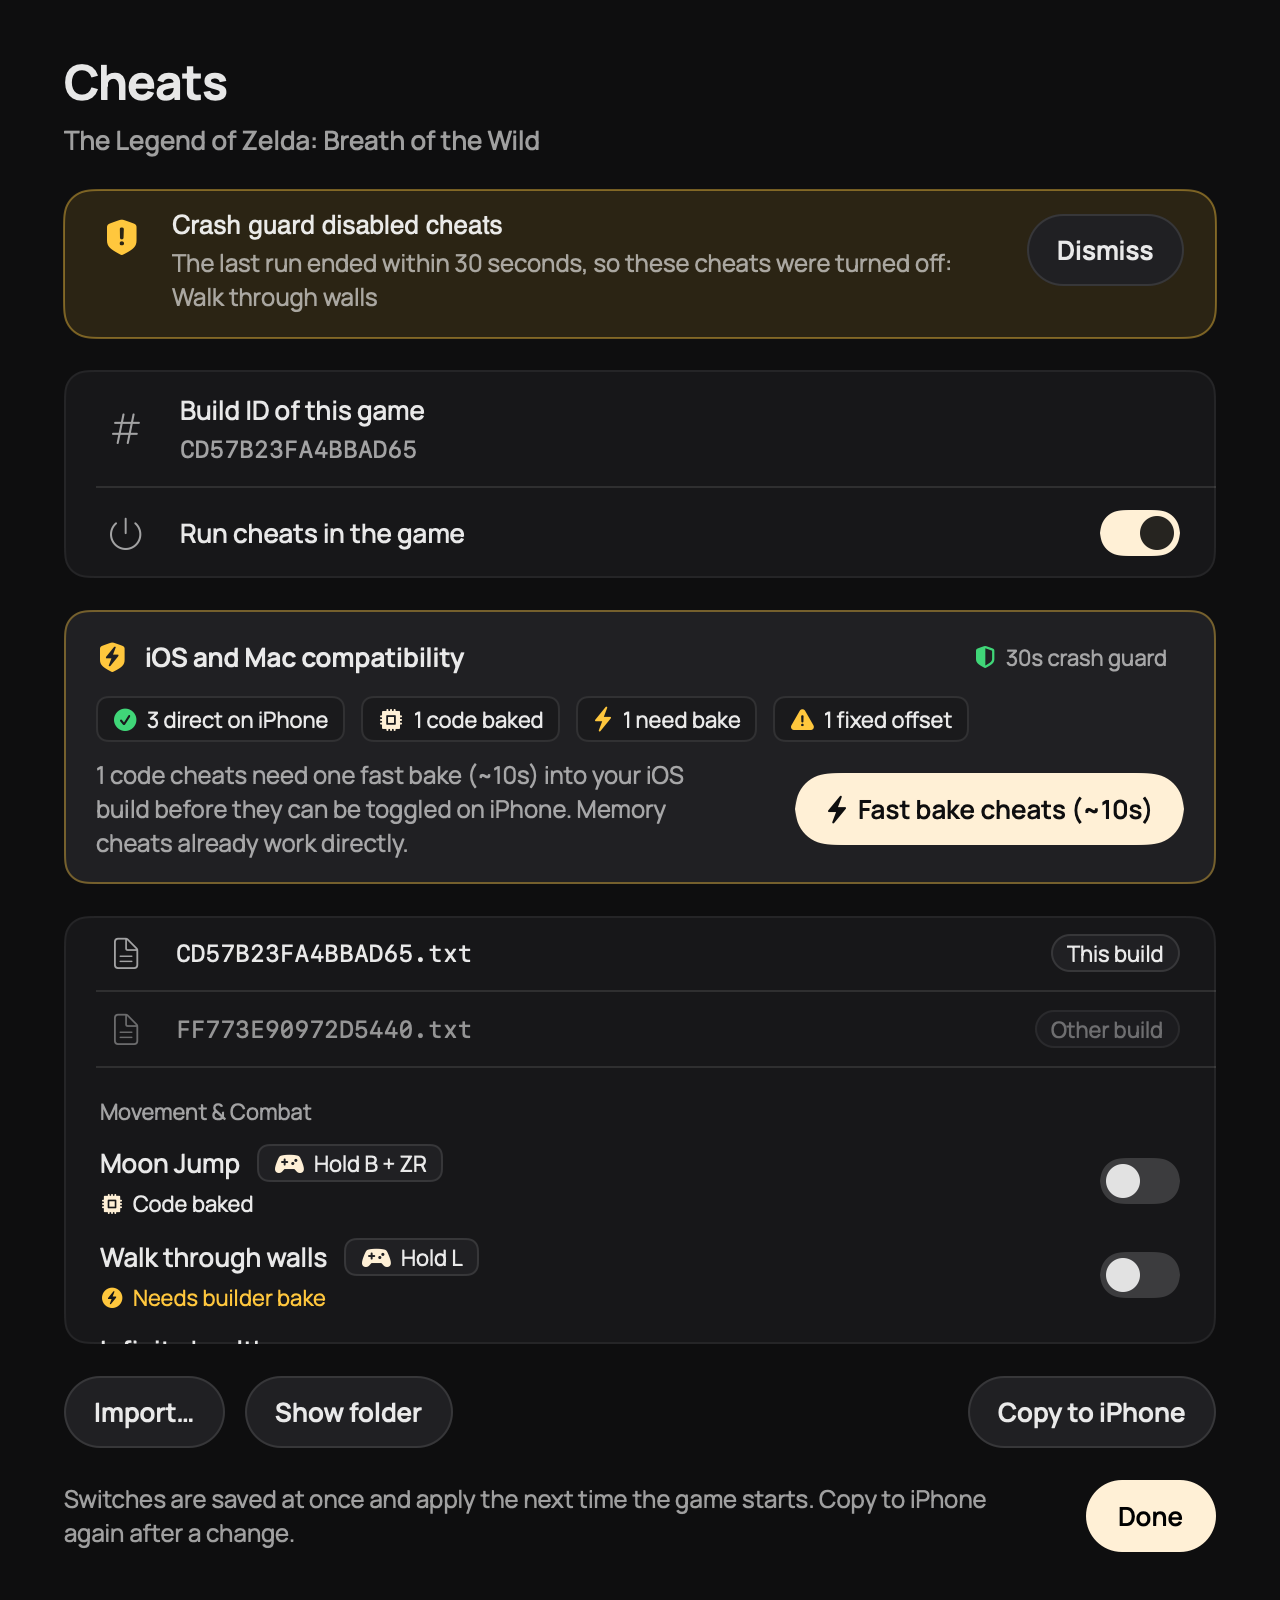 Cheats
The Legend of Zelda: Breath of the Wild
Crash guard disabled cheats
The last run ended within 30 seconds, so these cheats were turned off:
Walk through walls
Dismiss
Build ID of this game
CD57B23FA4BBAD65
Run cheats in the game
iOS and Mac compatibility
30s crash guard
3 direct on iPhone
1 code baked
1 need bake
1 fixed offset
1 code cheats need one fast bake (~10s) into your iOS
build before they can be toggled on iPhone. Memory
cheats already work directly.
Fast bake cheats (~10s)
CD57B23FA4BBAD65.txt
This build
FF773E90972D5440.txt
Other build
Movement & Combat
Moon Jump
Hold B + ZR
Code baked
Walk through walls
Hold L
Needs builder bake
Import...
Show folder
Copy to iPhone
Switches are saved at once and apply the next time the game starts. Copy to iPhone
again after a change.
Done